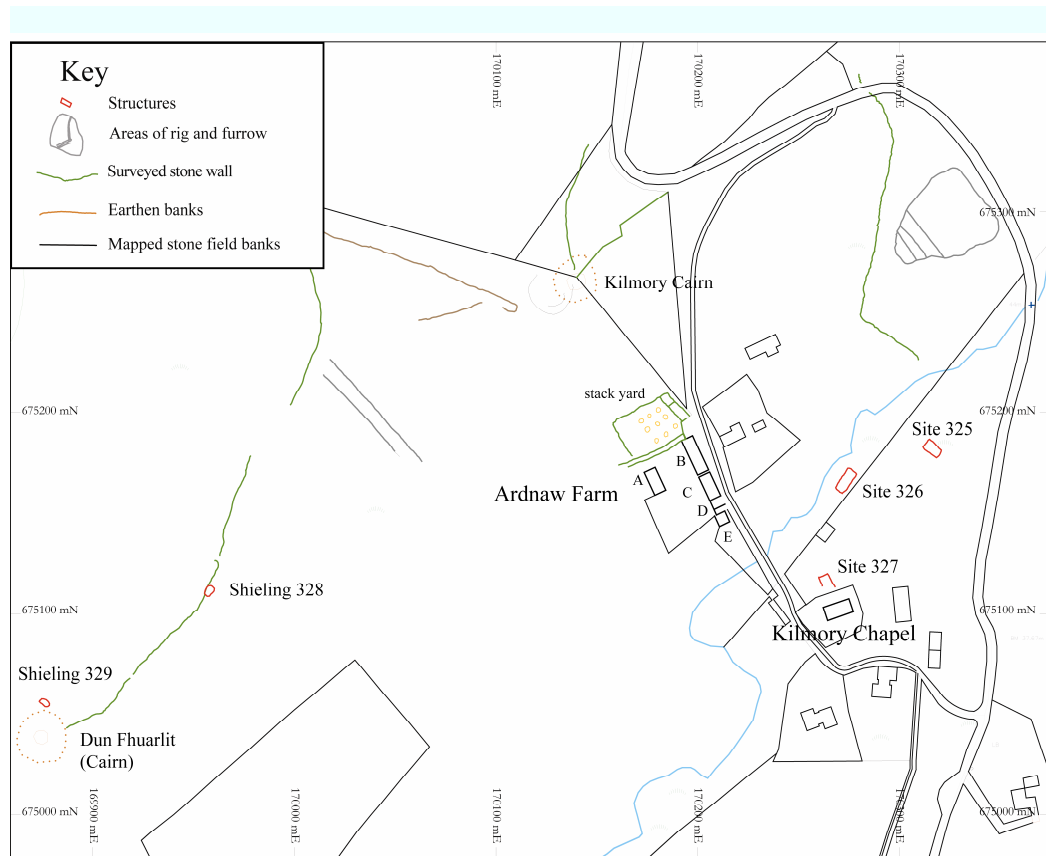 Key
Structures
Areas of rig and furrow
Surveyed stone wall
Earthen banks
Mapped stone field banks
170100 mE
170200 mE
170300 mE
675300 mN
Kilmory Cairn
stack yard
675200 mN
675200 mN
Site 325
B
A
Ardnaw Farm
C
Site 326
D
E
Site 327
Shieling 328
675100 mN
675100 mN
Kilmory Chapel
Shieling 329
Dun Fhuarlit
(Cairn)
675000 mN
169900 mE
170000 mE
170100 mE
170200 mE
170300 mE
675000 mN